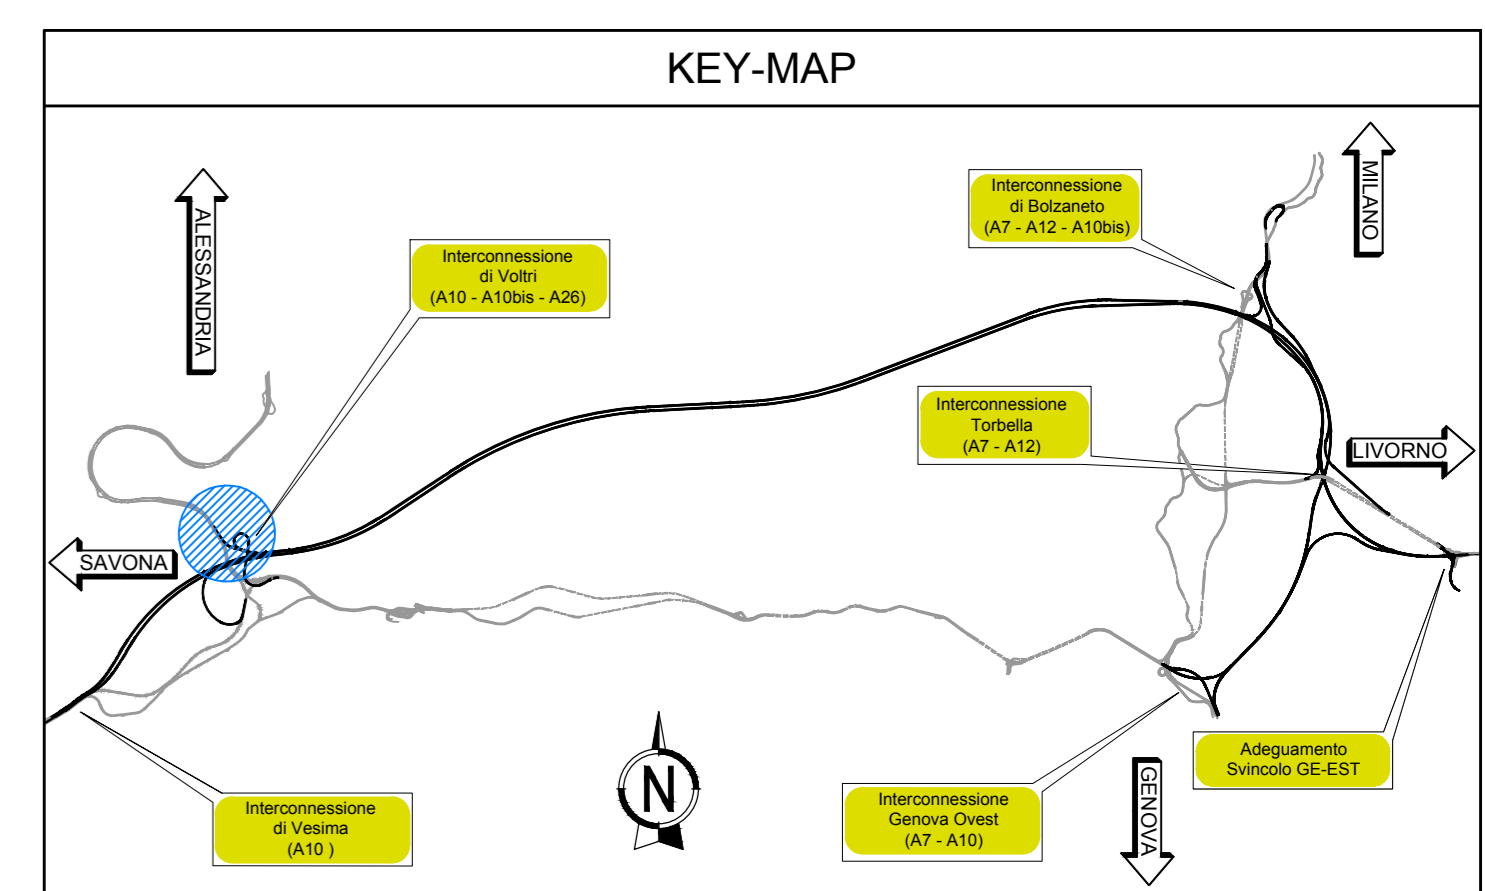 KEY-MAP
ALESSANDRIA
MILANO
Interconnessione
di Bolzaneto
(A7 - A12 - A10bis)
Interconnessione
di Voltri
(A10 - A10bis - A26)
Interconnessione
Torbella
(A7 - A12)
LIVORNO
SAVONA
Adeguamento
Svincolo GE-EST
Interconnessione
di Vesima
(A10 )
N
Interconnessione
Genova Ovest
(A7 - A10)
GENOVA